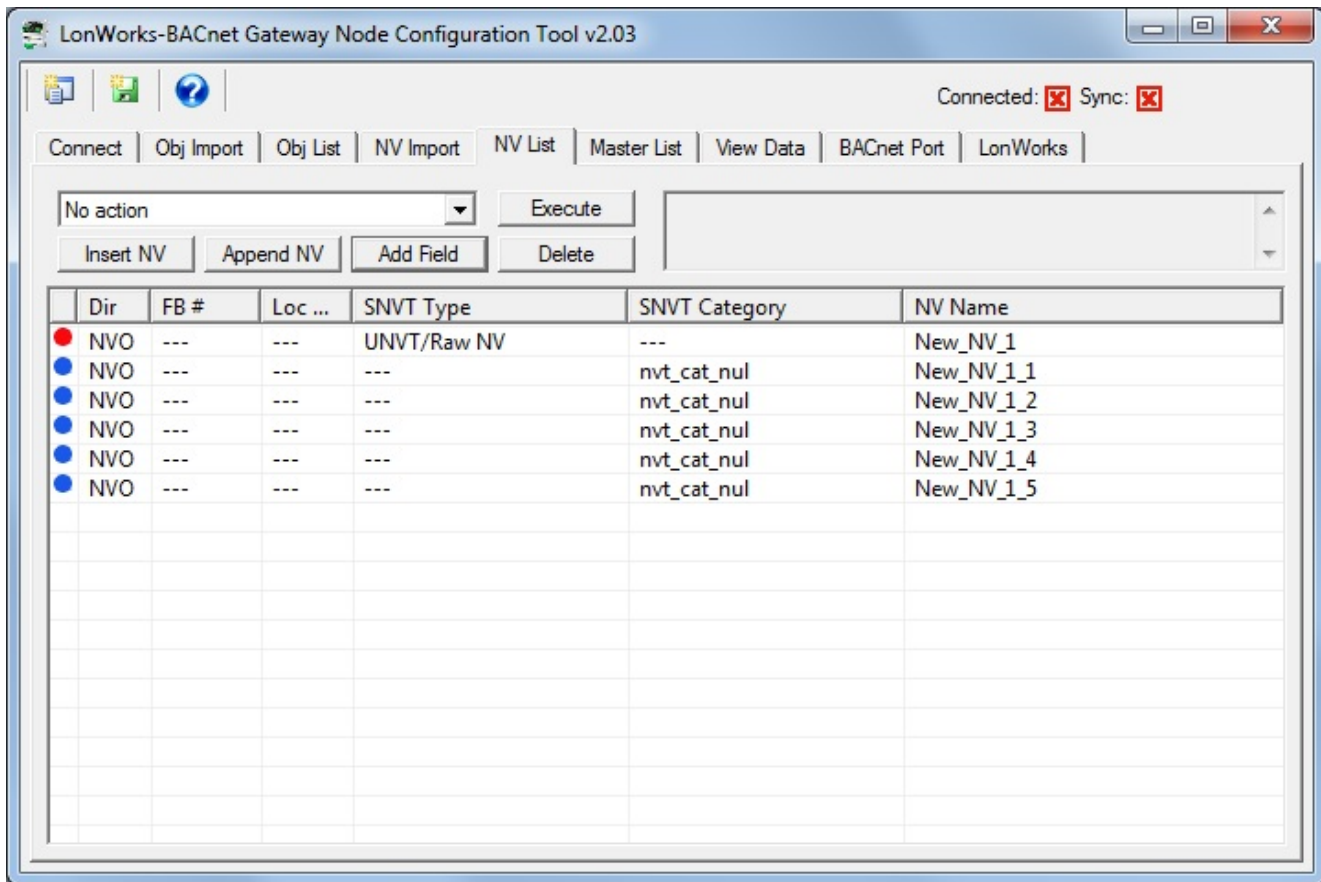 LonWorks-BACnet Gateway Node Configuration Tool v2.03
Connected: Sync:
Connect Obj Import Obj List NV Import NV List Master List View Data BACnet Port LonWorks
No action Execute
Insert NV Append NV Add Field Delete
Dir FB # Loc ... SNVT Type SNVT Category NV Name
NVO --- --- UNVT/Raw NV --- New_NV_1
NVO --- --- --- nvt_cat_nul New_NV_1_1
NVO --- --- --- nvt_cat_nul New_NV_1_2
NVO --- --- --- nvt_cat_nul New_NV_1_3
NVO --- --- --- nvt_cat_nul New_NV_1_4
NVO --- --- --- nvt_cat_nul New_NV_1_5